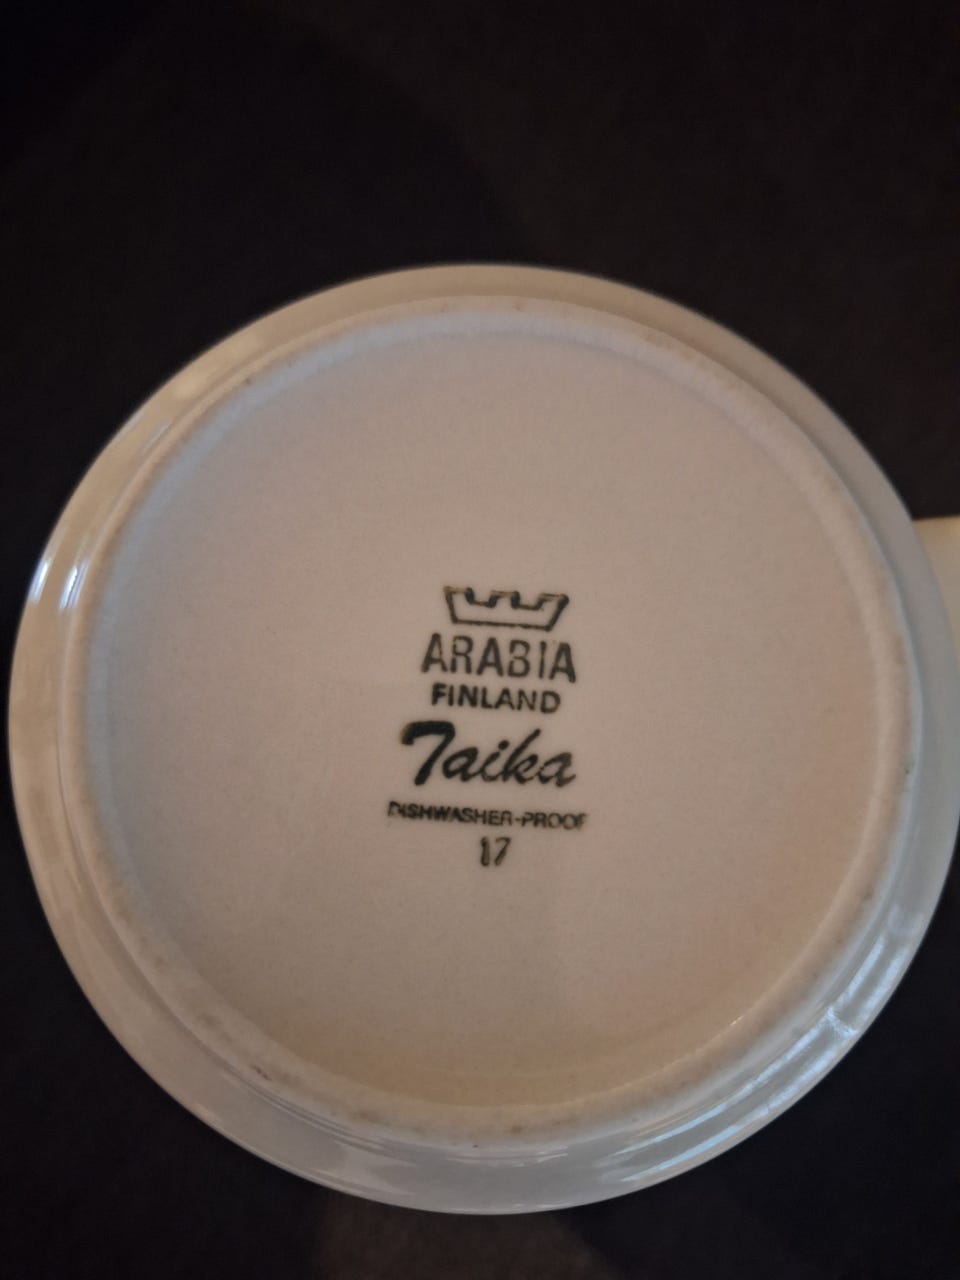 ARABIA
FINLAND
Taika
DISHWASHER-PROOF
17